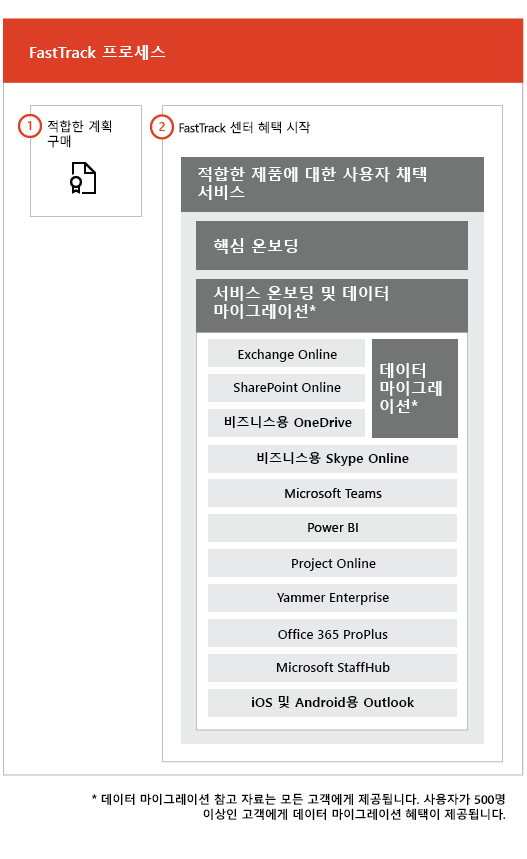 FastTrack 프로세스
1 적합한 계획
구매
2 FastTrack 센터 혜택 시작
적합한 제품에 대한 사용자 채택
서비스
핵심 온보딩
서비스 온보딩 및 데이터
마이그레이션*
Exchange Online
SharePoint Online
비즈니스용 OneDrive
데이터
마이그레
이션*
비즈니스용 Skype Online
Microsoft Teams
Power BI
Project Online
Yammer Enterprise
Office 365 ProPlus
Microsoft StaffHub
iOS 및 Android용 Outlook
* 데이터 마이그레이션 참고 자료는 모든 고객에게 제공됩니다. 사용자가 500명
이상인 고객에게 데이터 마이그레이션 혜택이 제공됩니다.